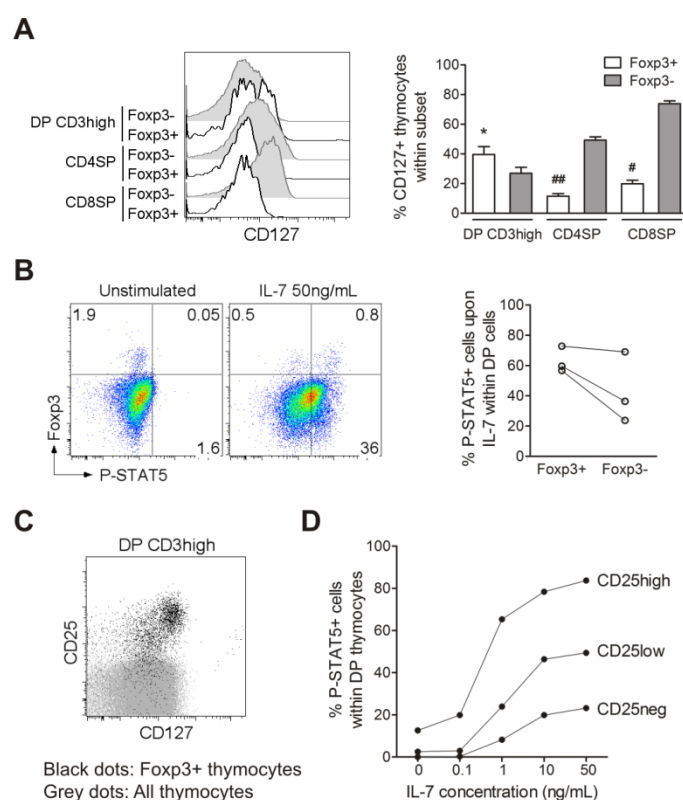 A
DP CD3high
Foxp3-
Foxp3+
CD4SP
Foxp3-
Foxp3+
CD8SP
Foxp3-
Foxp3+
CD127
% CD127+ thymocytes
within subset
100
80
60
40
20
0
*
##
#
Foxp3+
Foxp3-
DP CD3high
CD4SP
CD8SP
B
Unstimulated
1.9
0.05
1.6
IL-7 50ng/mL
0.5
0.8
36
Foxp3
P-STAT5
% P-STAT5+ cells upon
IL-7 within DP cells
100
80
60
40
20
0
Foxp3+
Foxp3-
C
DP CD3high
CD25
CD127
Black dots: Foxp3+ thymocytes
Grey dots: All thymocytes
D
% P-STAT5+ cells
within DP thymocytes
100
80
60
40
20
0
CD25high
CD25low
CD25neg
0
0.1
1
10
50
IL-7 concentration (ng/mL)